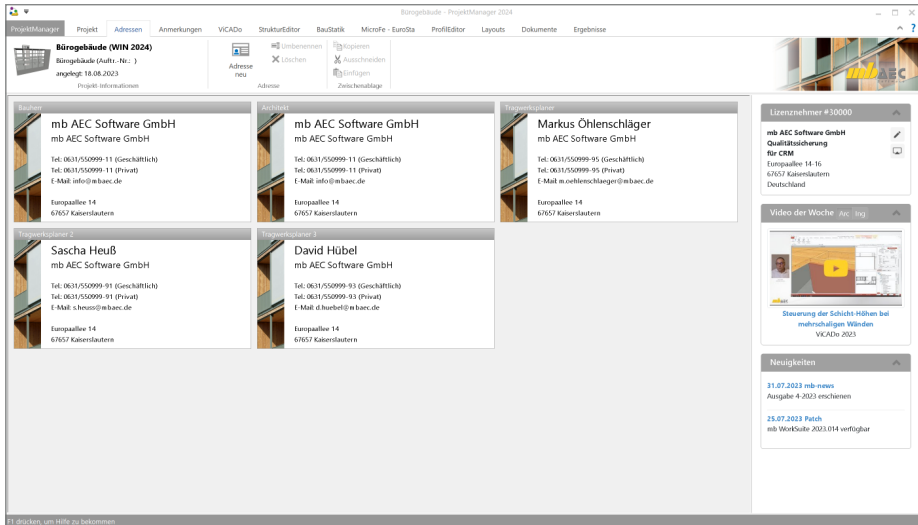 Bürogebäude - ProjektManager 2024
ProjektManager Projekt Adressen Anmerkungen ViCADo StrukturEditor BauStatik MicroFe - EuroSta ProfilEditor Layouts Dokumente Ergebnisse
Bürogebäude (WIN 2024)
Bürogebäude (Auftr.-Nr.: )
angelegt: 18.08.2023
Projekt-Informationen
Adresse
neu
Umbenennen
Löschen
Adresse
Kopieren
Ausschneiden
Einfügen
Zwischenablage
mb AEC
Bauherr
mb AEC Software GmbH
mb AEC Software GmbH
Tel.: 0631/550999-11 (Geschäftlich)
Tel.: 0631/550999-11 (Privat)
E-Mail: info@mbaec.de
Europaallee 14
67657 Kaiserslautern
Architekt
mb AEC Software GmbH
mb AEC Software GmbH
Tel.: 0631/550999-11 (Geschäftlich)
Tel.: 0631/550999-11 (Privat)
E-Mail: info@mbaec.de
Europaallee 14
67657 Kaiserslautern
Tragwerksplaner
Markus Öhlenschläger
mb AEC Software GmbH
Tel.: 0631/550999-95 (Geschäftlich)
Tel.: 0631/550999-95 (Privat)
E-Mail: m.oehlenschlaeger@mbaec.de
Europaallee 14
67657 Kaiserslautern
Tragwerksplaner 2
Sascha Heuß
mb AEC Software GmbH
Tel.: 0631/550999-91 (Geschäftlich)
Tel.: 0631/550999-91 (Privat)
E-Mail: s.heuss@mbaec.de
Europaallee 14
67657 Kaiserslautern
Tragwerksplaner 3
David Hübel
mb AEC Software GmbH
Tel.: 0631/550999-93 (Geschäftlich)
Tel.: 0631/550999-93 (Privat)
E-Mail: d.huebel@mbaec.de
Europaallee 14
67657 Kaiserslautern
Lizenznehmer #30000
mb AEC Software GmbH
Qualitätssicherung
für CRM
Europaallee 14-16
67657 Kaiserslautern
Deutschland
Video der Woche Arc Ing
Steuerung der Schicht-Höhen bei
mehrschaligen Wänden
ViCADo 2023
Neuigkeiten
31.07.2023 mb-news
Ausgabe 4-2023 erschienen
25.07.2023 Patch
mb WorkSuite 2023.014 verfügbar
F1 drücken, um Hilfe zu bekommen